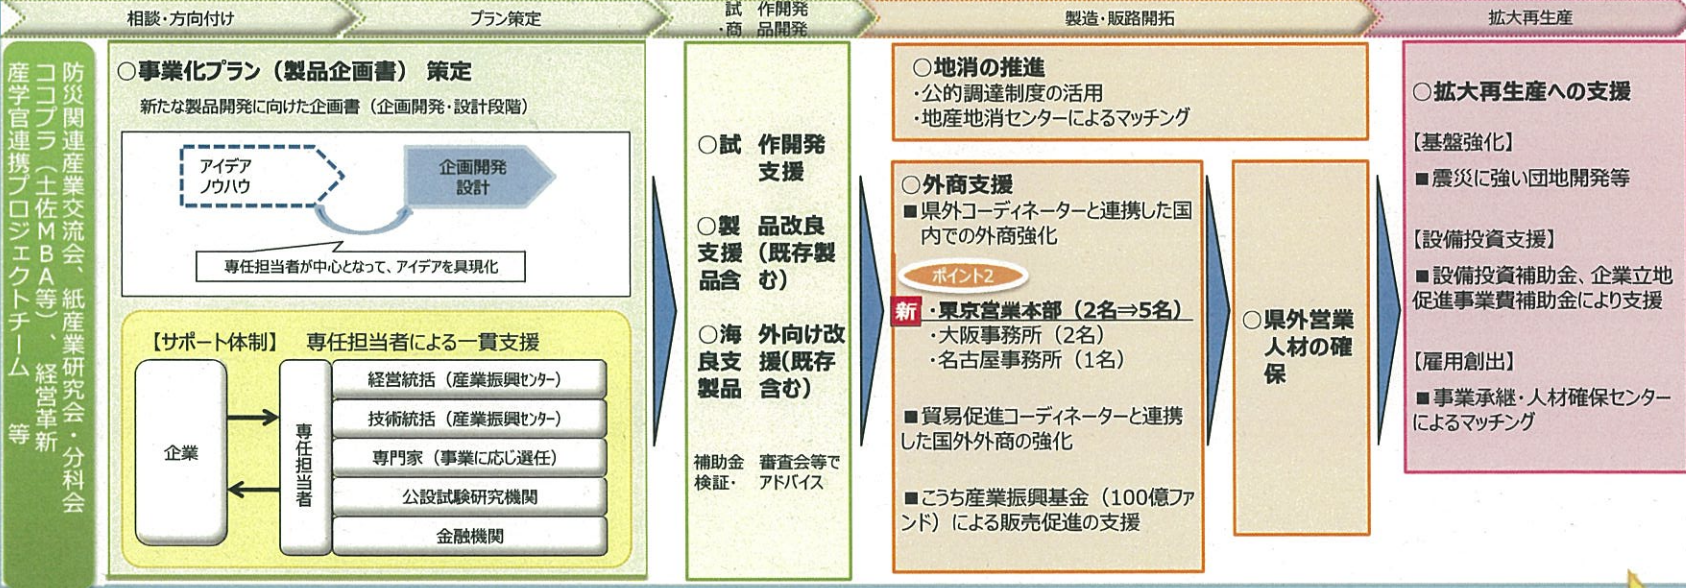 相談・方向付け
プラン策定
試　作開発
・商　品開発
製造・販路開拓
拡大再生産
防災関連産業交流会、紙産業研究会・分科会
ココプラ（土佐ＭＢＡ等）、経営革新
産学官連携プロジェクトチーム　等
○事業化プラン（製品企画書） 策定
新たな製品開発に向けた企画書（企画開発・設計段階）
アイデア
ノウハウ
企画開発
設計
専任担当者が中心となって、アイデアを具現化
【サポート体制】　専任担当者による一貫支援
企業
専任担当者
経営統括（産業振興ｾﾝﾀｰ）
技術統括（産業振興ｾﾝﾀｰ）
専門家（事業に応じ選任）
公設試験研究機関
金融機関
○試　作開発
支援
○製　品改良
支援　（既存製
品含　む）
○海　外向け改
良支　援(既存
製品　含む）
補助金　審査会等で
検証・　アドバイス
○地消の推進
・公的調達制度の活用
・地産地消センターによるマッチング
○外商支援
■県外コーディネーターと連携した国
内での外商強化
ポイント2
新 ・東京営業本部（2名⇒5名）
・大阪事務所（2名）
・名古屋事務所（1名）
■貿易促進コーディネーターと連携
した国外外商の強化
■こうち産業振興基金（100億ファ
ンド）による販売促進の支援
○県外営業
人材の確
保
○拡大再生産への支援
【基盤強化】
■震災に強い団地開発等
【設備投資支援】
■設備投資補助金、企業立地
促進事業費補助金により支援
【雇用創出】
■事業承継・人材確保センター
によるマッチング